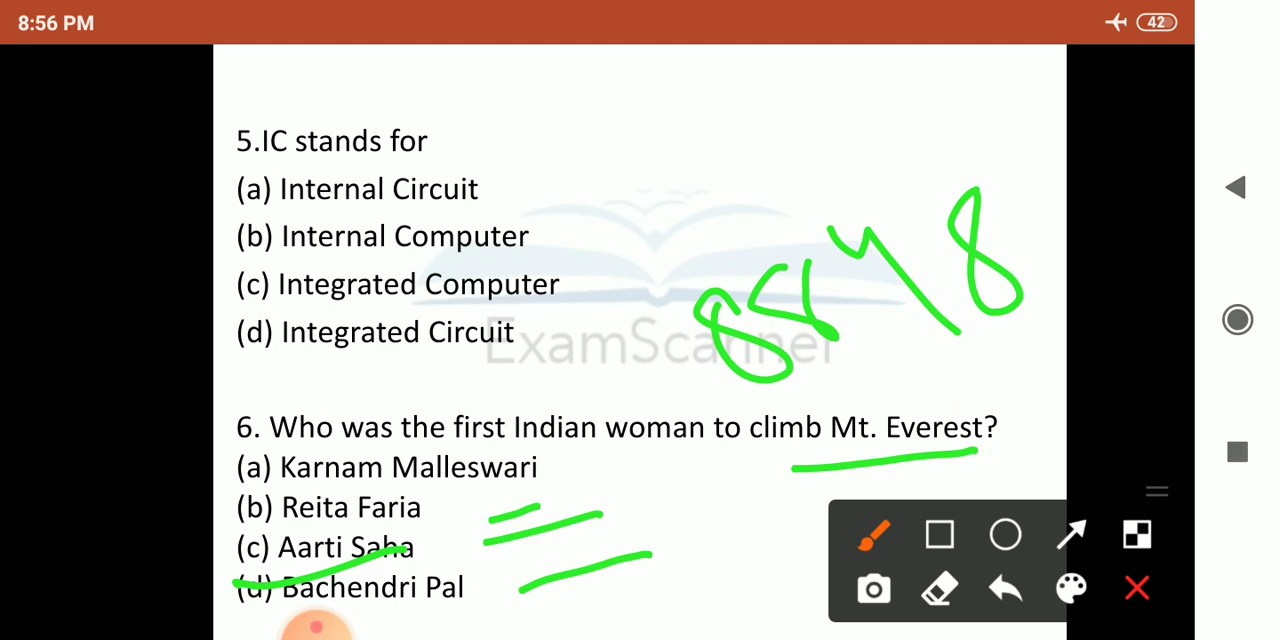 8:56 PM
42
5.IC stands for
(a) Internal Circuit
(b) Internal Computer
(c) Integrated Computer
(d) Integrated Circuit
8848
ExamScanner
6. Who was the first Indian woman to climb Mt. Everest?
(a) Karnam Malleswari
(b) Reita Faria
(c) Aarti Saha
(d) Bachendri Pal